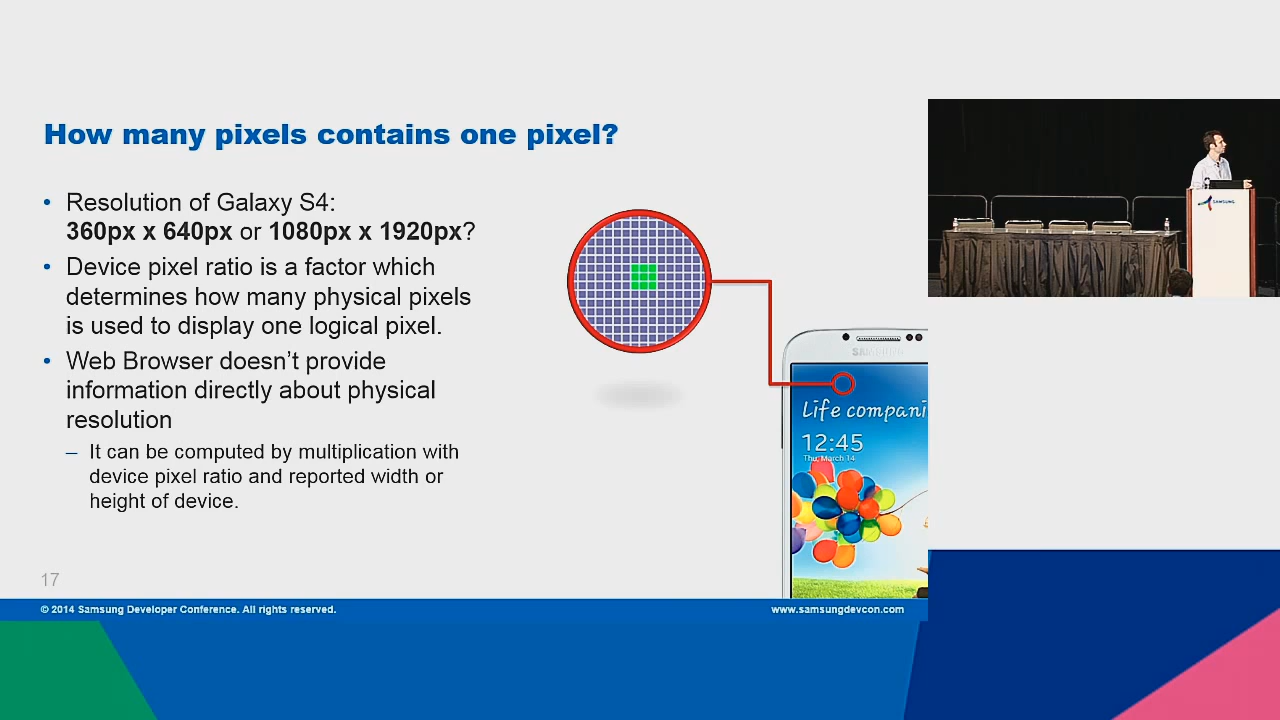 How many pixels contains one pixel?
• Resolution of Galaxy S4:
360px x 640px or 1080px x 1920px?
• Device pixel ratio is a factor which
determines how many physical pixels
is used to display one logical pixel.
• Web Browser doesn’t provide
information directly about physical
resolution
– It can be computed by multiplication with
device pixel ratio and reported width or
height of device.
SAMSUNG
Life compani
12:45
Thu, March 14
SAMSUNG
17
© 2014 Samsung Developer Conference. All rights reserved.
www.samsungdevcon.com